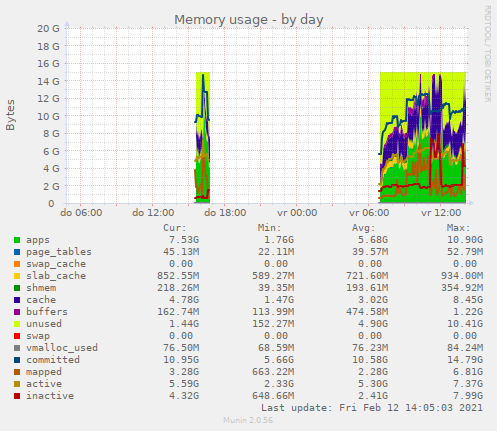 Memory usage - by day
RRDTOOL / TOBI OETIKER
Bytes
20 G
18 G
16 G
14 G
12 G
10 G
8 G
6 G
4 G
2 G
0
do 06:00 do 12:00 do 18:00 vr 00:00 vr 06:00 vr 12:00
Cur: Min: Avg: Max:
apps 7.53G 1.76G 5.68G 10.90G
page_tables 45.13M 22.11M 39.57M 52.79M
swap_cache 0.00 0.00 0.00 0.00
slab_cache 852.55M 589.27M 721.60M 934.00M
shmem 218.26M 39.35M 193.61M 354.92M
cache 4.78G 1.47G 3.02G 8.45G
buffers 162.74M 113.99M 474.58M 1.22G
unused 1.44G 152.27M 4.90G 10.41G
swap 0.00 0.00 0.00 0.00
vmalloc_used 76.50M 68.59M 76.23M 84.24M
committed 10.95G 5.66G 10.58G 14.79G
mapped 3.28G 663.22M 2.28G 6.81G
active 5.59G 2.33G 5.30G 7.37G
inactive 4.32G 648.66M 2.41G 7.99G
Last update: Fri Feb 12 14:05:03 2021
Munin 2.0.56